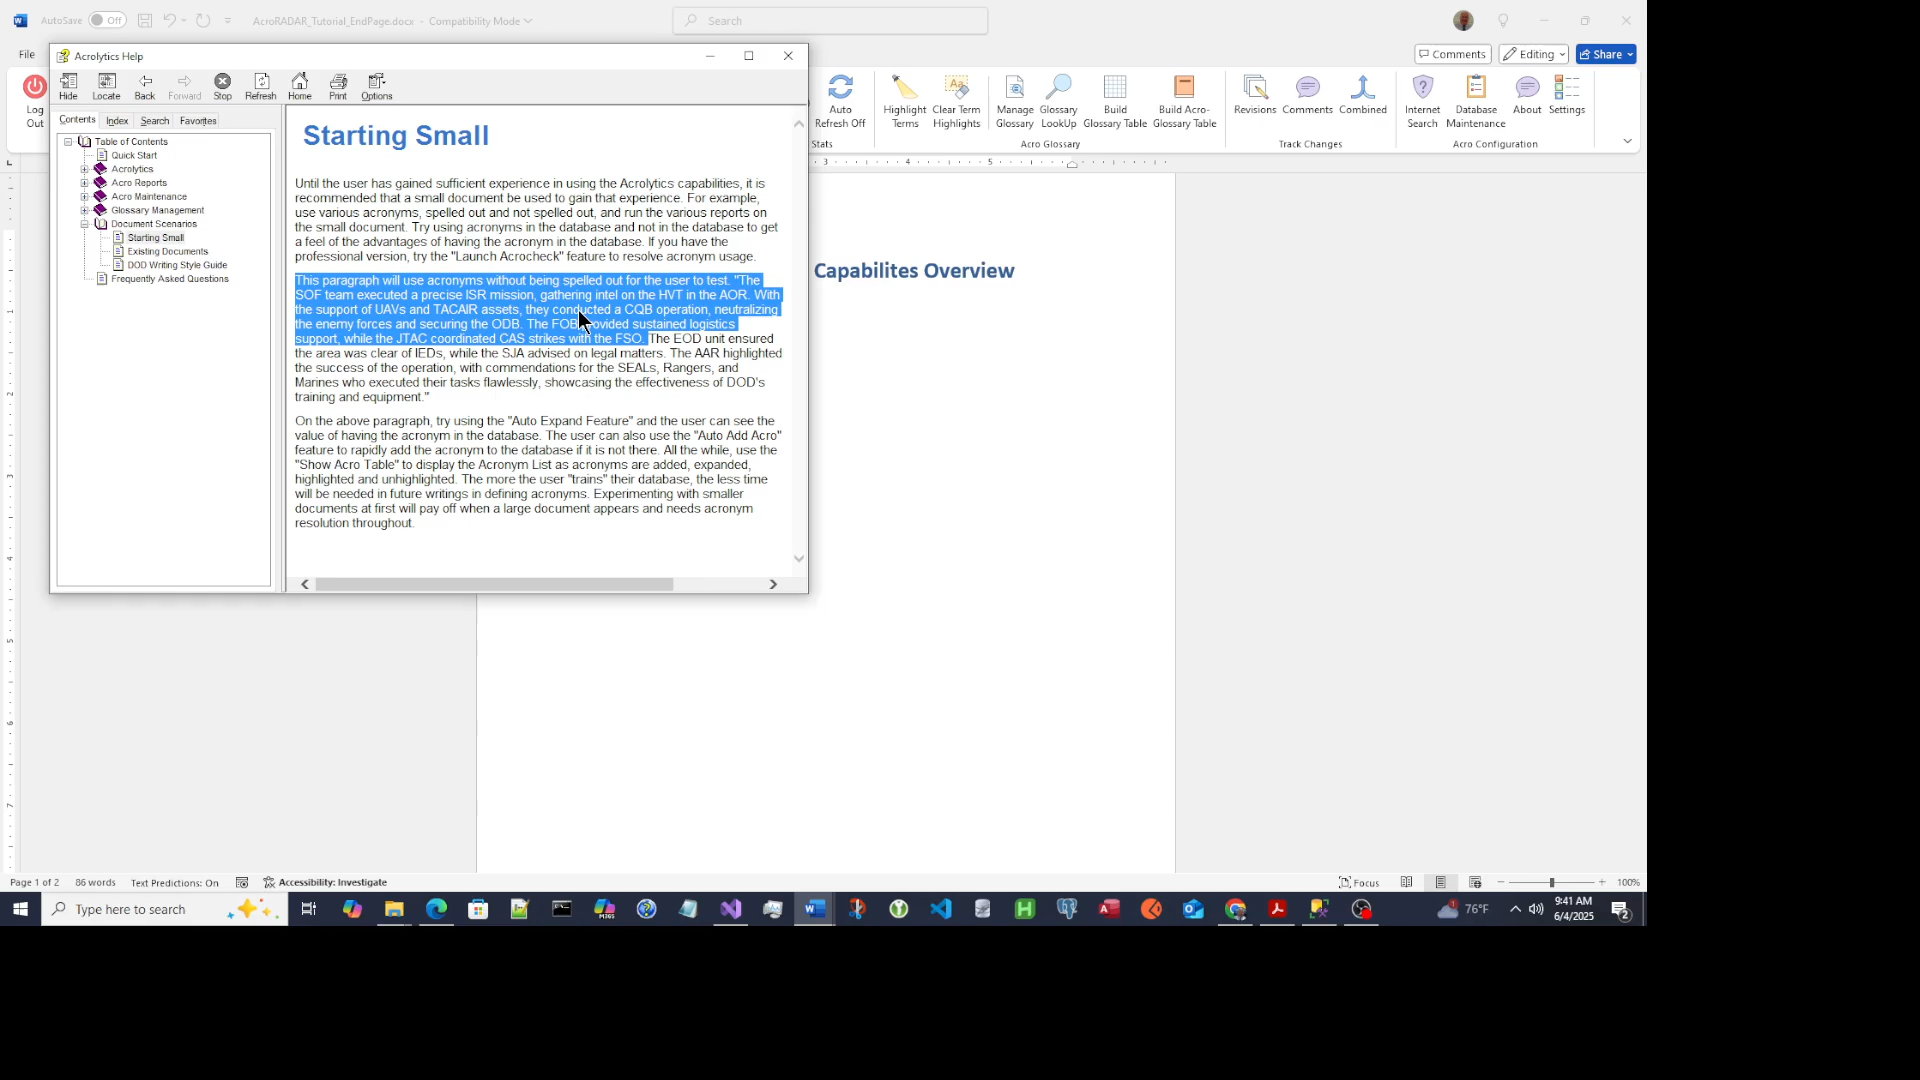 AutoSave Off AcroRADAR_Tutorial_EndPage.docx - Compatibility Mode Search
File Comments Editing Share
Acrolytics Help
Hide Locate Back Forward Stop Refresh Home Print Options
Log Out
Auto Refresh Off
Highlight Terms
Clear Term Highlights
Manage Glossary
Glossary LookUp
Build Glossary Table
Build Acro-Glossary Table
Revisions Comments Combined
Internet Search
Database Maintenance
About Settings
Stats Acro Glossary Track Changes Acro Configuration
Contents Index Search Favorites
Table of Contents
Quick Start
Acrolytics
Acro Reports
Acro Maintenance
Glossary Management
Document Scenarios
Starting Small
Existing Documents
DOD Writing Style Guide
Frequently Asked Questions
Starting Small
Until the user has gained sufficient experience in using the Acrolytics capabilities, it is
recommended that a small document be used to gain that experience. For example,
use various acronyms, spelled out and not spelled out, and run the various reports on
the small document. Try using acronyms in the database and not in the database to get
a feel of the advantages of having the acronym in the database. If you have the
professional version, try the "Launch Acrocheck" feature to resolve acronym usage.
This paragraph will use acronyms without being spelled out for the user to test. "The
SOF team executed a precise ISR mission, gathering intel on the HVT in the AOR. With
the support of UAVs and TACAIR assets, they conducted a CQB operation, neutralizing
the enemy forces and securing the ODB. The FOB provided sustained logistics
support, while the JTAC coordinated CAS strikes with the FSO. The EOD unit ensured
the area was clear of IEDs, while the SJA advised on legal matters. The AAR highlighted
the success of the operation, with commendations for the SEALs, Rangers, and
Marines who executed their tasks flawlessly, showcasing the effectiveness of DOD's
training and equipment."
On the above paragraph, try using the "Auto Expand Feature" and the user can see the
value of having the acronym in the database. The user can also use the "Auto Add Acro"
feature to rapidly add the acronym to the database if it is not there. All the while, use the
"Show Acro Table" to display the Acronym List as acronyms are added, expanded,
highlighted and unhighlighted. The more the user "trains" their database, the less time
will be needed in future writings in defining acronyms. Experimenting with smaller
documents at first will pay off when a large document appears and needs acronym
resolution throughout.
Capabilites Overview
Page 1 of 2 86 words Text Predictions: On Accessibility: Investigate Focus 100%
Type here to search 76°F 9:41 AM
6/4/2025 2